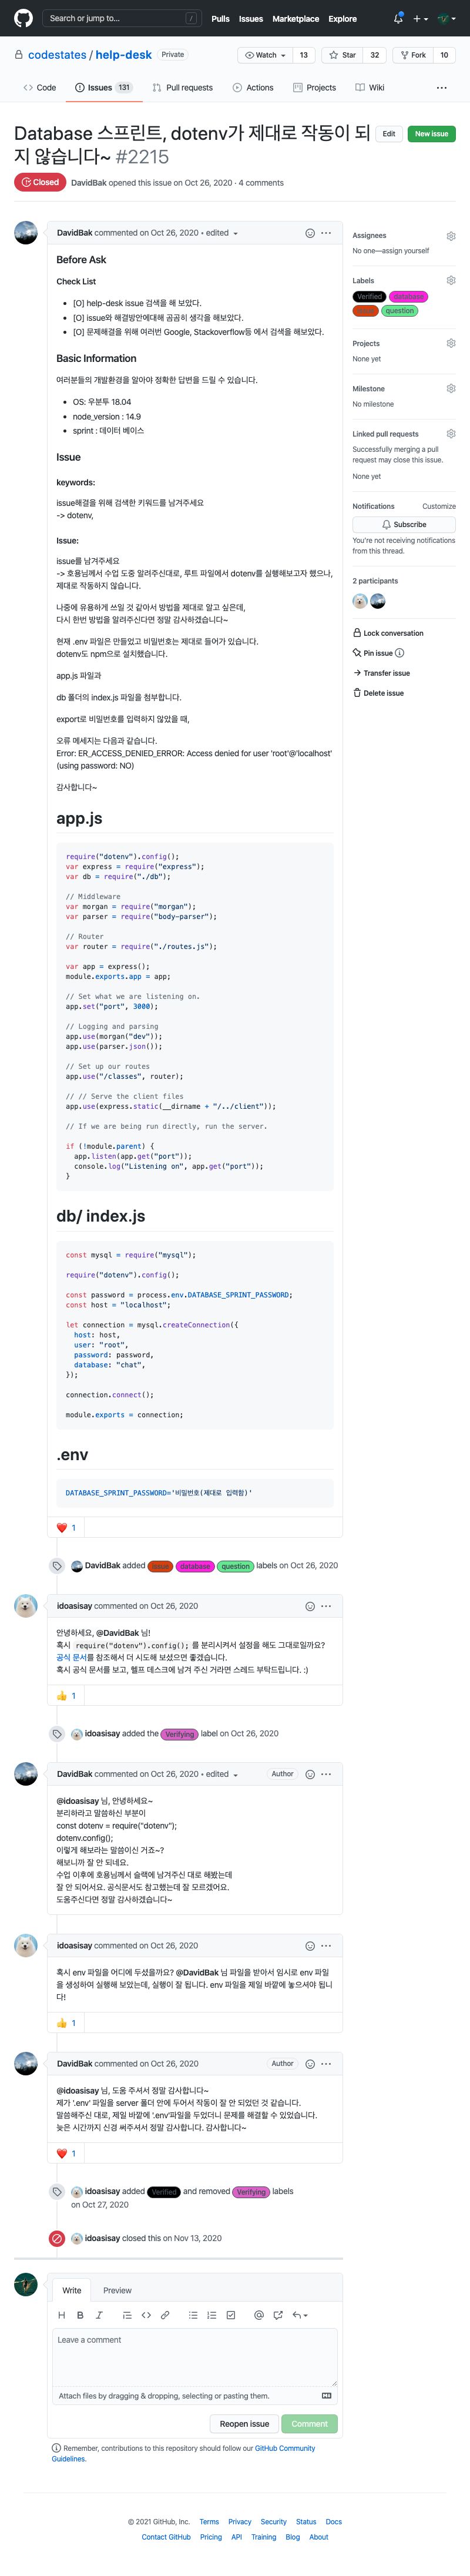 Search or jump to...
/
Pulls Issues Marketplace Explore
codestates / help-desk Private
Watch 13 Star 32 Fork 10
Code Issues 131 Pull requests Actions Projects Wiki
Database 스프린트, dotenv가 제대로 작동이 되
지 않습니다~ #2215
Edit New issue
Closed DavidBak opened this issue on Oct 26, 2020 · 4 comments
DavidBak commented on Oct 26, 2020 • edited
Before Ask
Check List
[O] help-desk issue 검색을 해 보았다.
[O] issue와 해결방안에대해 곰곰히 생각을 해보았다.
[O] 문제해결을 위해 여러번 Google, Stackoverflow등 에서 검색을 해보았다.
Basic Information
여러분들의 개발환경을 알아야 정확한 답변을 드릴 수 있습니다.
OS: 우분투 18.04
node_version : 14.9
sprint : 데이터 베이스
Issue
keywords:
issue해결을 위해 검색한 키워드를 남겨주세요
-> dotenv,
Issue:
issue를 남겨주세요
-> 호용님께서 수업 도중 알려주신대로, 루트 파일에서 dotenv를 실행해보고자 했으나,
제대로 작동하지 않습니다.
나중에 유용하게 쓰일 것 같아서 방법을 제대로 알고 싶은데,
다시 한번 방법을 알려주신다면 정말 감사하겠습니다~
현재 .env 파일은 만들었고 비밀번호는 제대로 들어가 있습니다.
dotenv도 npm으로 설치했습니다.
app.js 파일과
db 폴더의 index.js 파일을 첨부합니다.
export로 비밀번호를 입력하지 않았을 때,
오류 메세지는 다음과 같습니다.
Error: ER_ACCESS_DENIED_ERROR: Access denied for user 'root'@'localhost'
(using password: NO)
감사합니다~
app.js
require("dotenv").config();
var express = require("express");
var db = require("./db");
// Middleware
var morgan = require("morgan");
var parser = require("body-parser");
// Router
var router = require("./routes.js");
var app = express();
module.exports.app = app;
// Set what we are listening on.
app.set("port", 3000);
// Logging and parsing
app.use(morgan("dev"));
app.use(parser.json());
// Set up our routes
app.use("/classes", router);
// // Serve the client files
app.use(express.static(__dirname + "/../client"));
// If we are being run directly, run the server.
if (!module.parent) {
app.listen(app.get("port"));
console.log("Listening on", app.get("port"));
}
db/ index.js
const mysql = require("mysql");
require("dotenv").config();
const password = process.env.DATABASE_SPRINT_PASSWORD;
const host = "localhost";
let connection = mysql.createConnection({
host: host,
user: "root",
password: password,
database: "chat",
});
connection.connect();
module.exports = connection;
.env
DATABASE_SPRINT_PASSWORD='비밀번호(제대로 입력함)'
1
DavidBak added issue database question labels on Oct 26, 2020
idoasisay commented on Oct 26, 2020
안녕하세요, @DavidBak 님!
혹시 require("dotenv").config(); 를 분리시켜서 설정을 해도 그대로일까요?
공식 문서를 참조해서 더 시도해 보셨으면 좋겠습니다.
혹시 공식 문서를 보고, 헬프 데스크에 남겨 주신 거라면 스레드 부탁드립니다. :)
1
idoasisay added the Verifying label on Oct 26, 2020
DavidBak commented on Oct 26, 2020 • edited Author
@idoasisay 님, 안녕하세요~
분리하라고 말씀하신 부분이
const dotenv = require("dotenv");
dotenv.config();
이렇게 해보라는 말씀이신 거죠~?
해보니까 잘 안 되네요.
수업 이후에 호용님께서 슬랙에 남겨주신 대로 해봤는데
잘 안 되어서요. 공식문서도 참고했는데 잘 모르겠어요.
도움주신다면 정말 감사하겠습니다~
idoasisay commented on Oct 26, 2020
혹시 env 파일을 어디에 두셨을까요? @DavidBak 님 파일을 받아서 임시로 env 파일
을 생성하여 실행해 보았는데, 실행이 잘 됩니다. env 파일을 제일 바깥에 놓으셔야 됩니
다!
1
DavidBak commented on Oct 26, 2020 Author
@idoasisay 님, 도움 주셔서 정말 감사합니다~
제가 '.env' 파일을 server 폴더 안에 두어서 작동이 잘 안 되었던 것 같습니다.
말씀해주신 대로, 제일 바깥에 '.env'파일을 두었더니 문제를 해결할 수 있었습니다.
늦은 시간까지 신경 써주셔서 정말 감사합니다. 감사합니다~
1
idoasisay added Verified and removed Verifying labels
on Oct 27, 2020
idoasisay closed this on Nov 13, 2020
Write Preview
Leave a comment
Attach files by dragging & dropping, selecting or pasting them.
Reopen issue Comment
Remember, contributions to this repository should follow our GitHub Community
Guidelines.
Assignees
No one—assign yourself
Labels
Verified database
issue question
Projects
None yet
Milestone
No milestone
Linked pull requests
Successfully merging a pull
request may close this issue.
None yet
Notifications Customize
Subscribe
You're not receiving notifications
from this thread.
2 participants
Lock conversation
Pin issue
Transfer issue
Delete issue
© 2021 GitHub, Inc. Terms Privacy Security Status Docs
Contact GitHub Pricing API Training Blog About